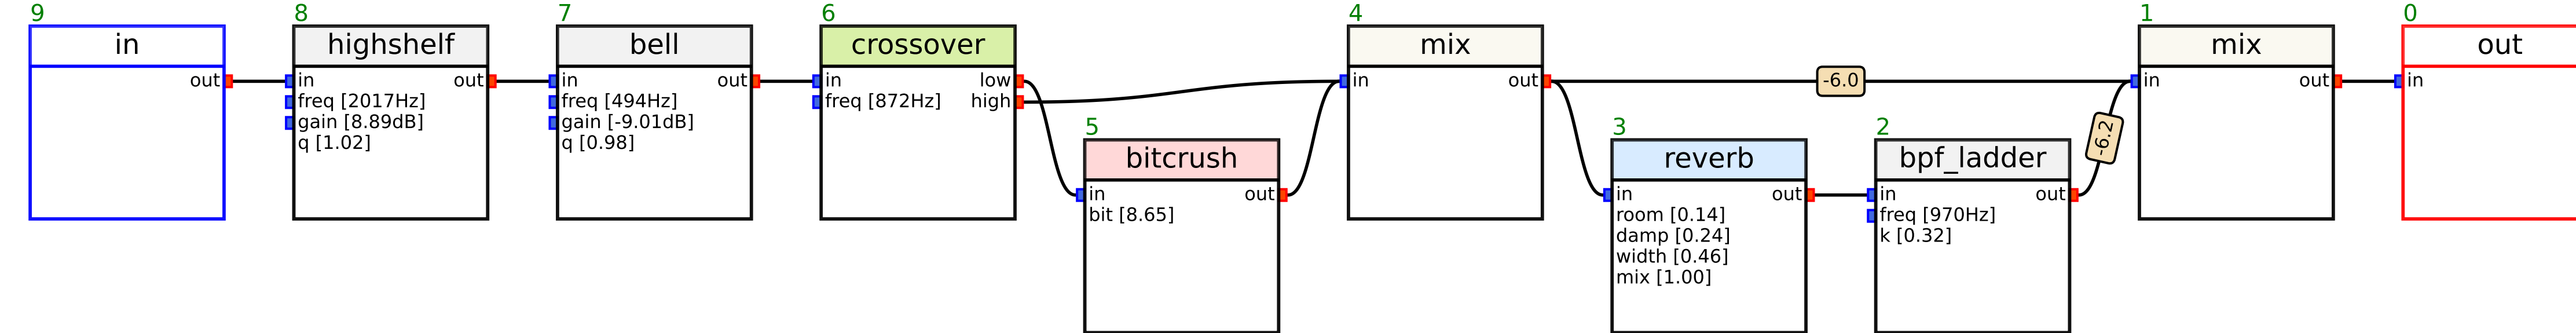 9
in
out
8
highshelf
in
out
freq [2017Hz]
gain [8.89dB]
q [1.02]
7
bell
in
out
freq [494Hz]
gain [-9.01dB]
q [0.98]
6
crossover
in
low
freq [872Hz]
high
5
bitcrush
in
out
bit [8.65]
4
mix
in
out
-6.0
3
reverb
in
out
room [0.14]
damp [0.24]
width [0.46]
mix [1.00]
2
bpf_ladder
in
out
freq [970Hz]
k [0.32]
-6.2
1
mix
in
out
0
out
in